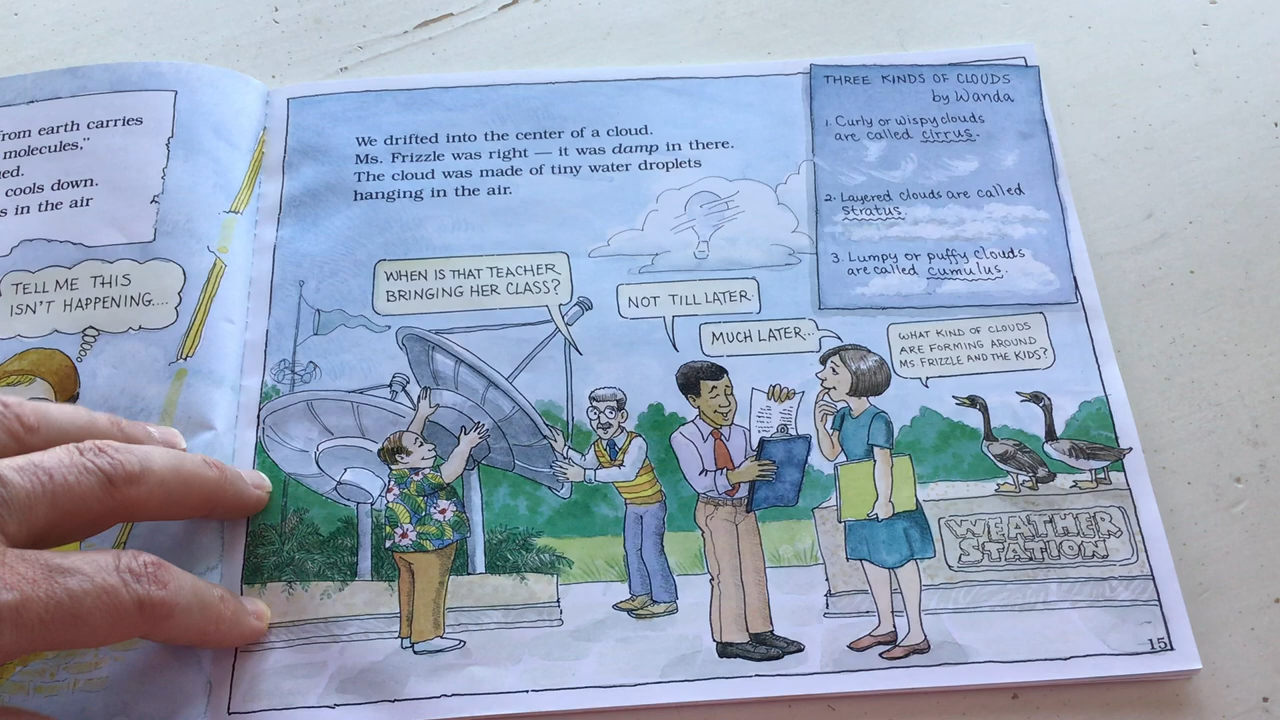 from earth carries
molecules,"
ed.
cools down.
s in the air
TELL ME THIS
ISN'T HAPPENING....
We drifted into the center of a cloud.
Ms. Frizzle was right — it was damp in there.
The cloud was made of tiny water droplets
hanging in the air.
THREE KINDS OF CLOUDS
by Wanda
1. Curly or wispy clouds
are called cirrus.
2. Layered clouds are called
stratus.
3. Lumpy or puffy clouds
are called cumulus.
WHEN IS THAT TEACHER
BRINGING HER CLASS?
NOT TILL LATER.
MUCH LATER...
WHAT KIND OF CLOUDS
ARE FORMING AROUND
MS. FRIZZLE AND THE KIDS?
WEATHER
STATION
15